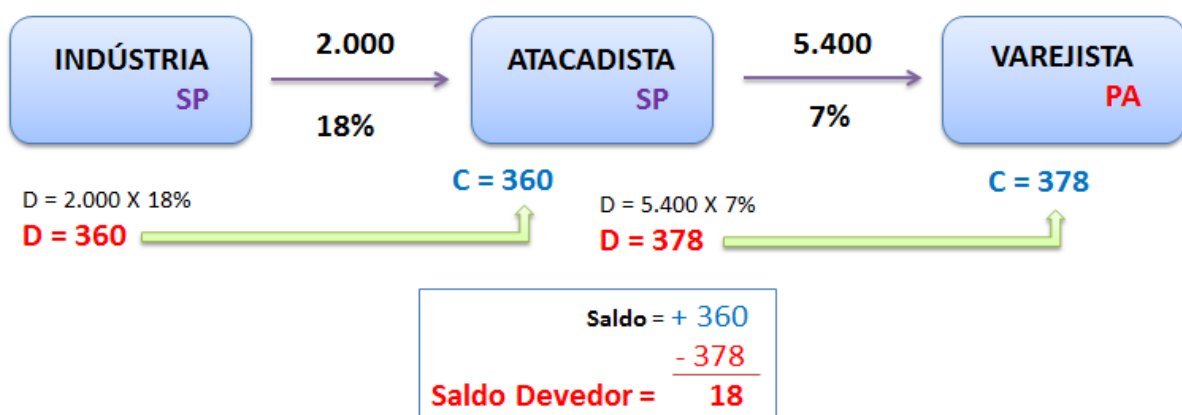 INDÚSTRIA
SP
2.000
18%
ATACADISTA
SP
5.400
7%
VAREJISTA
PA
D = 2.000 X 18%
D = 360
C = 360
D = 5.400 X 7%
D = 378
C = 378
Saldo = + 360
- 378
Saldo Devedor = 18